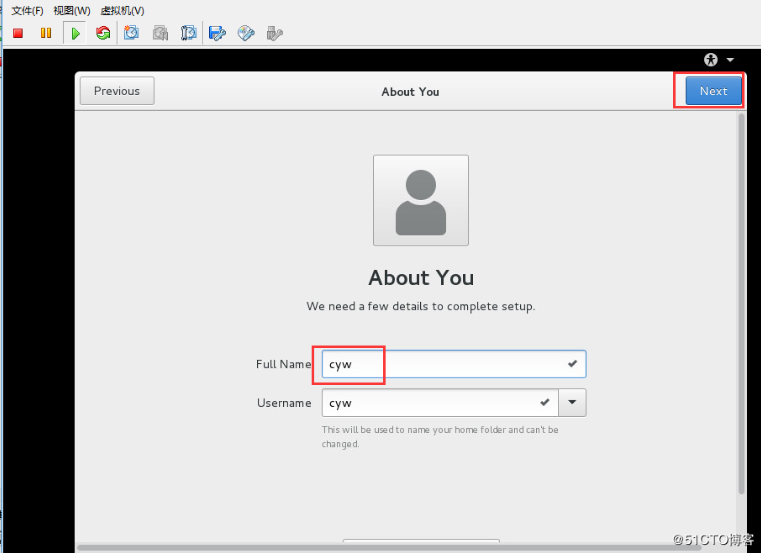 文件(F) 视图(W) 虚拟机(V)
Previous
About You
Next
About You
We need a few details to complete setup.
Full Name cyw
Username cyw
This will be used to name your home folder and can't be
changed.
@51CTO博客